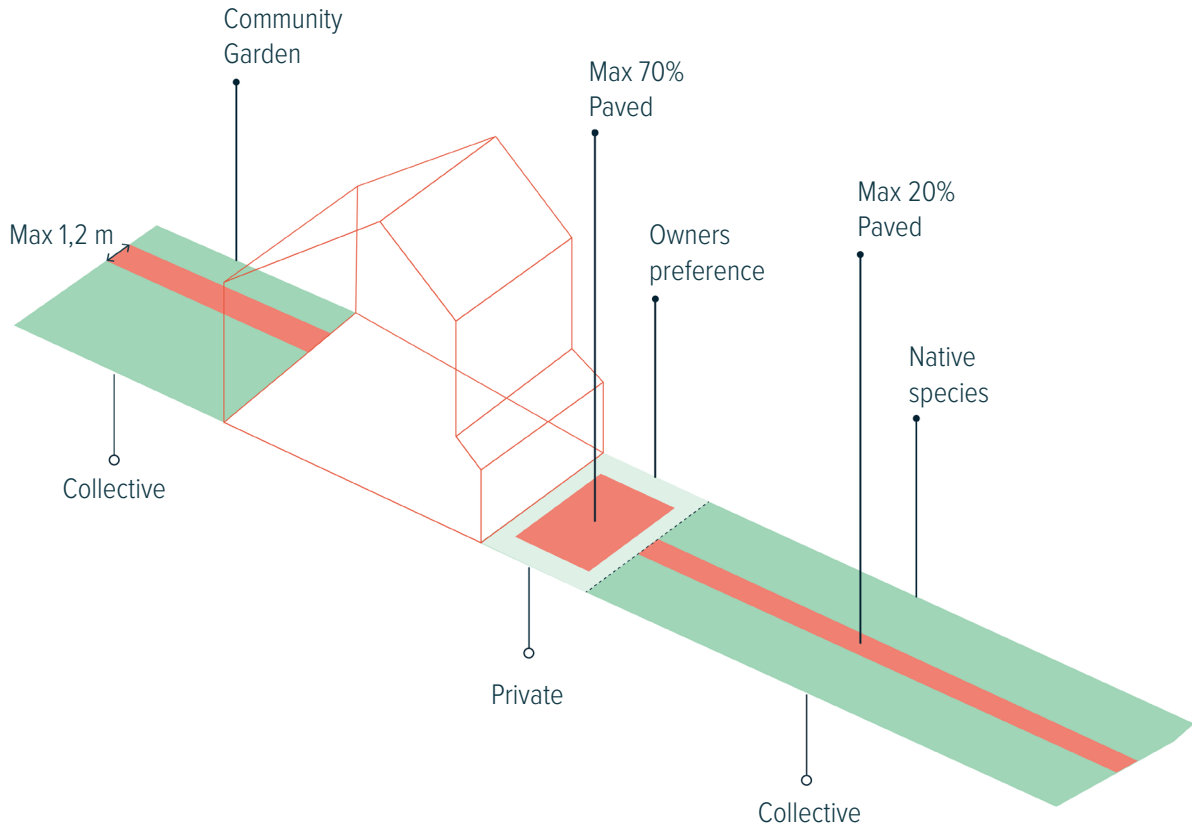 Community
Garden
Max 70%
Paved
Max 20%
Paved
Max 1,2 m
Owners
preference
Native
species
Collective
Private
Collective